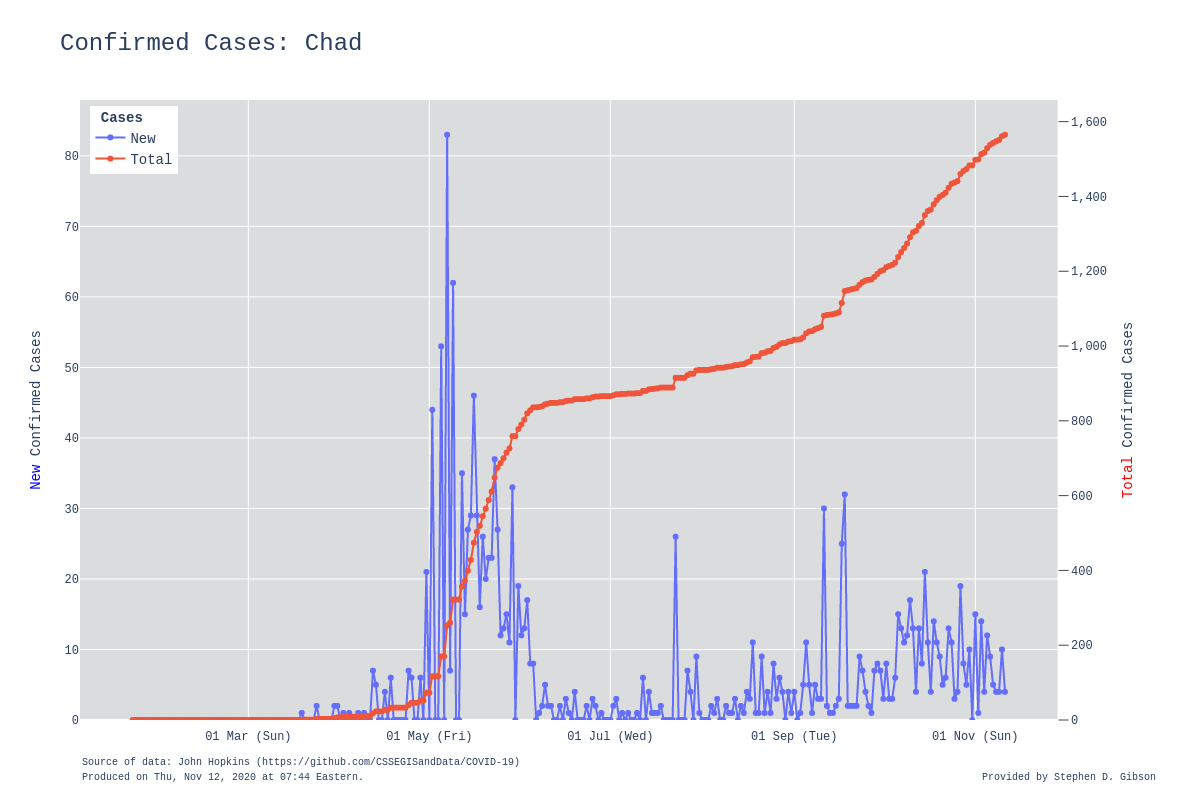 Confirmed Cases: Chad
Cases
New
Total
80
70
60
50
40
30
20
10
0
1,600
1,400
1,200
1,000
800
600
400
200
0
New Confirmed Cases
Total Confirmed Cases
01 Mar (Sun)
01 May (Fri)
01 Jul (Wed)
01 Sep (Tue)
01 Nov (Sun)
Source of data: John Hopkins (https://github.com/CSSEGISandData/COVID-19)
Produced on Thu, Nov 12, 2020 at 07:44 Eastern.
Provided by Stephen D. Gibson